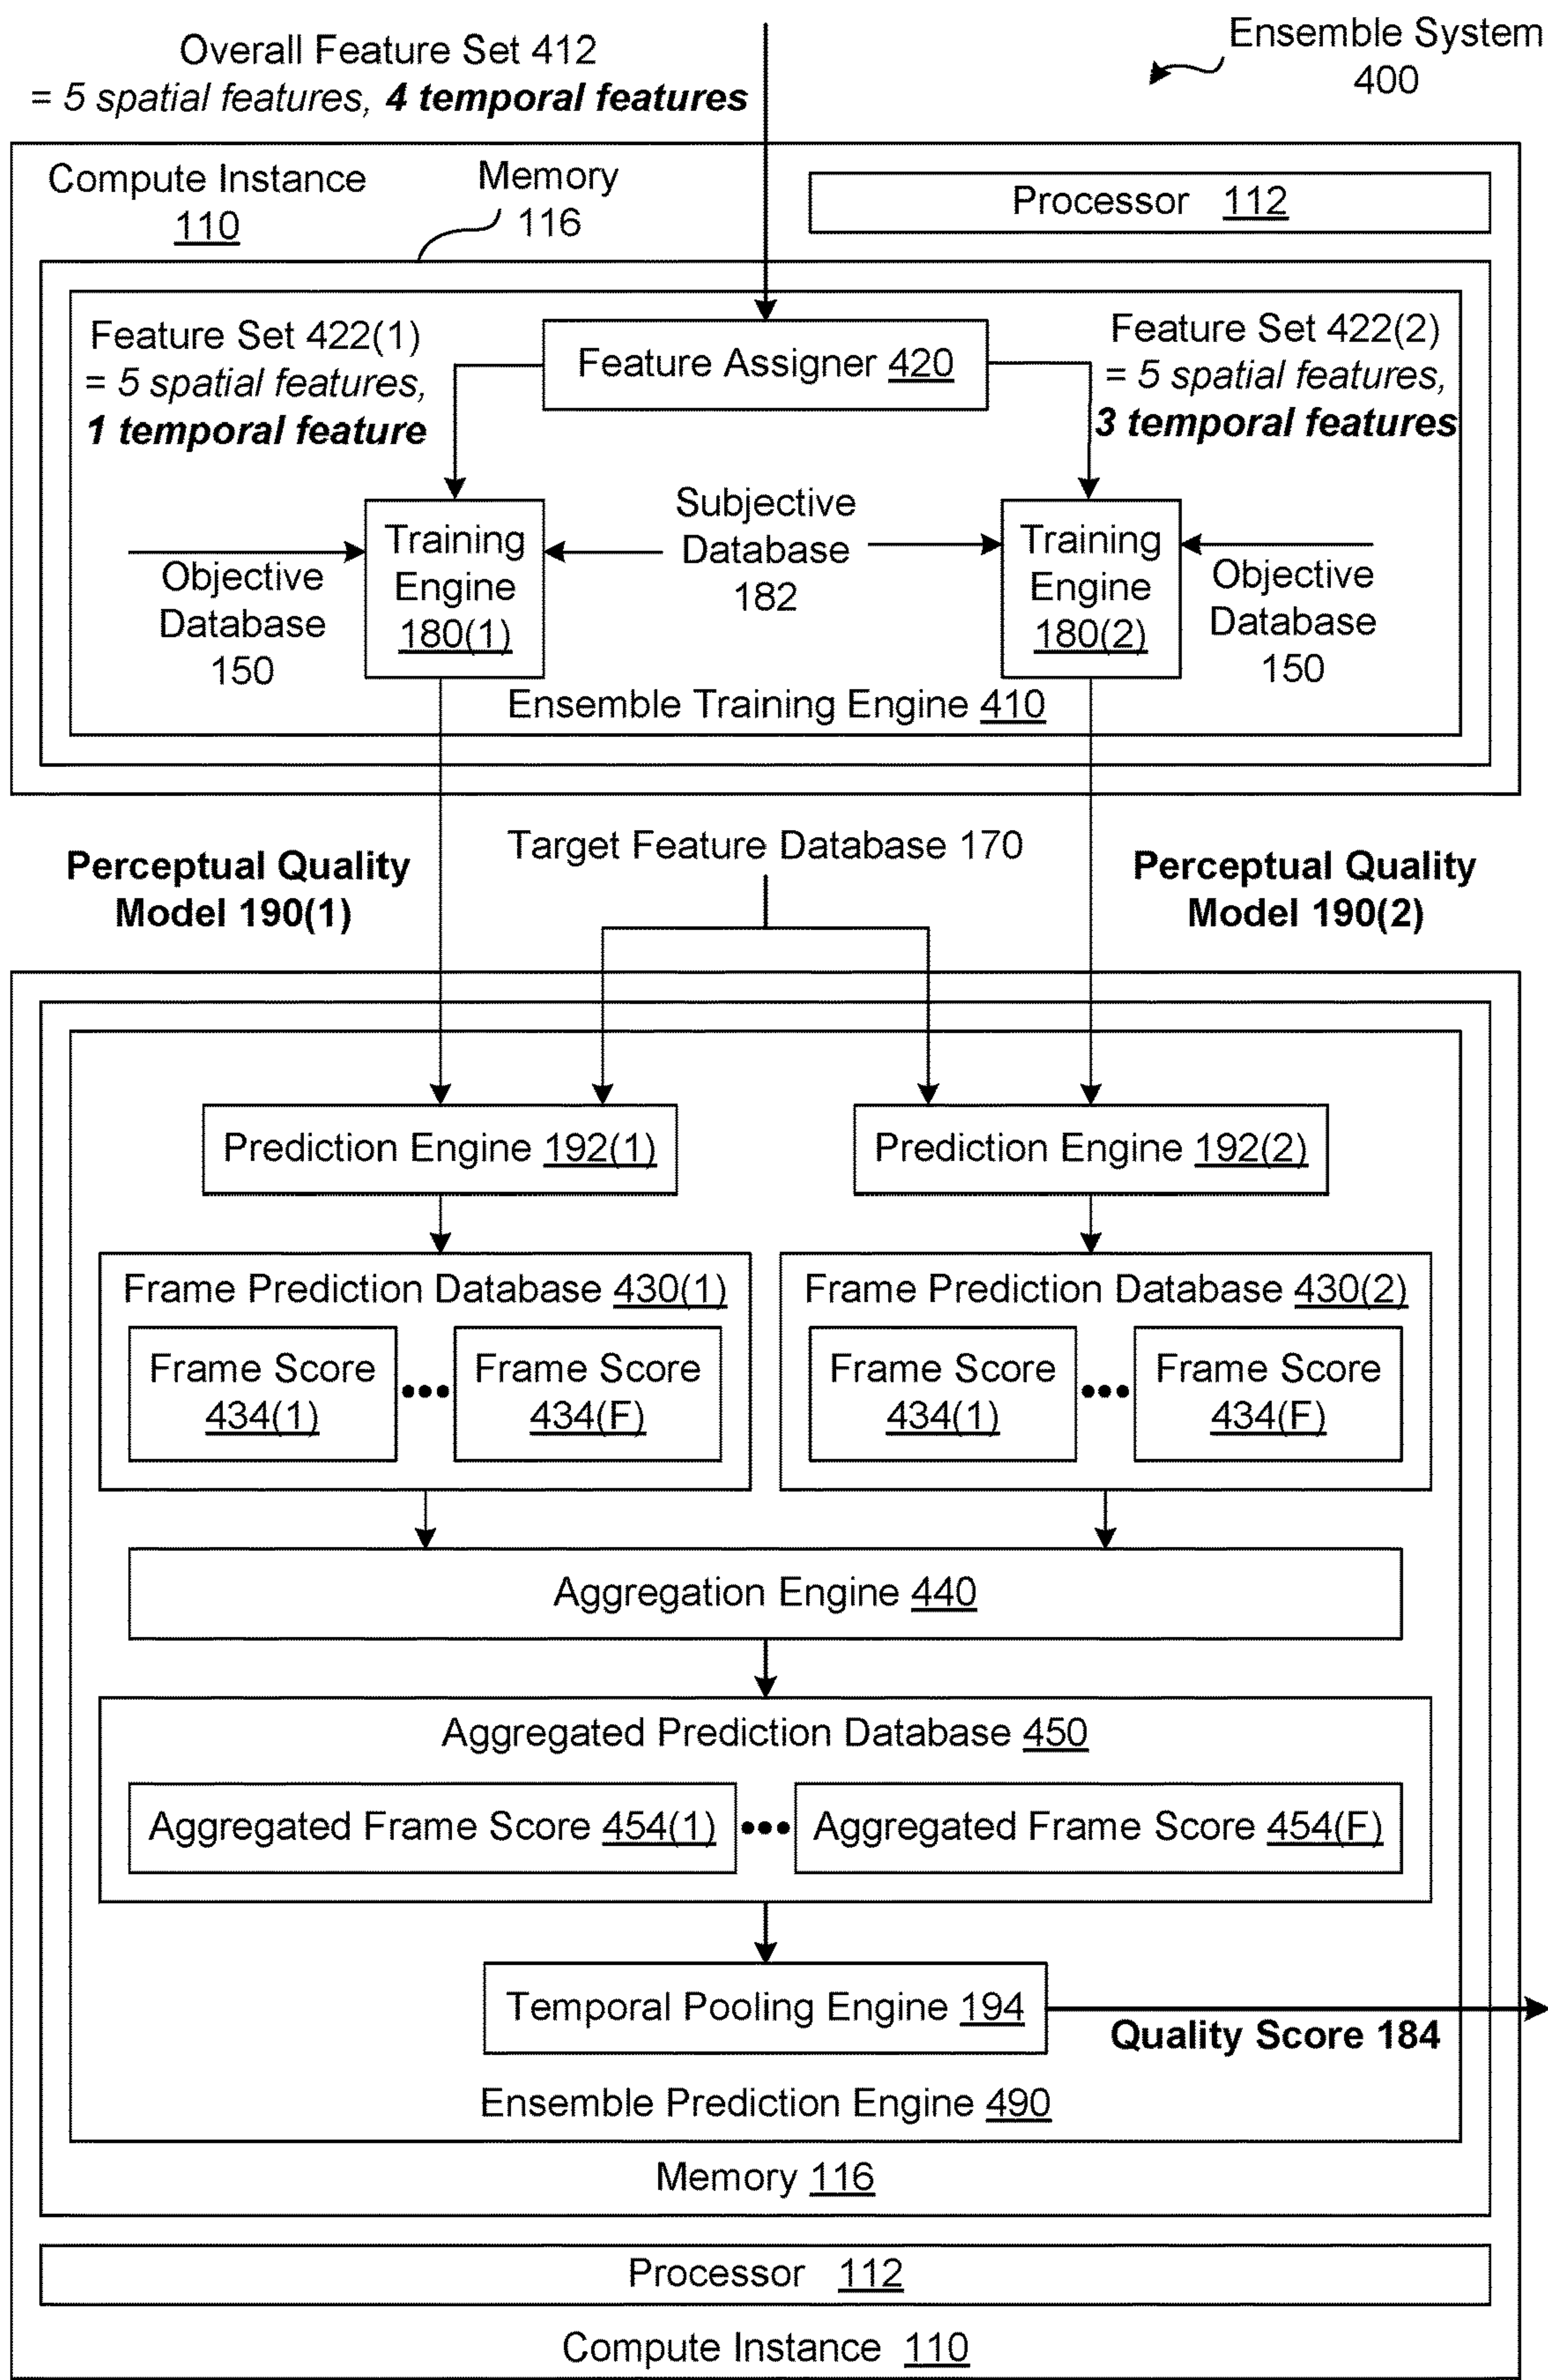 Overall Feature Set 412
= 5 spatial features, 4 temporal features
Ensemble System
400
Compute Instance
110
Memory
116
Processor 112
Feature Set 422(1)
= 5 spatial features,
1 temporal feature
Feature Assigner 420
Feature Set 422(2)
= 5 spatial features,
3 temporal features
Objective
Database
150
Training
Engine
180(1)
Subjective
Database
182
Training
Engine
180(2)
Objective
Database
150
Ensemble Training Engine 410
Perceptual Quality
Model 190(1)
Target Feature Database 170
Perceptual Quality
Model 190(2)
Prediction Engine 192(1)
Prediction Engine 192(2)
Frame Prediction Database 430(1)
Frame Score
434(1)
•••
Frame Score
434(F)
Frame Prediction Database 430(2)
Frame Score
434(1)
•••
Frame Score
434(F)
Aggregation Engine 440
Aggregated Prediction Database 450
Aggregated Frame Score 454(1) ••• Aggregated Frame Score 454(F)
Temporal Pooling Engine 194
Quality Score 184
Ensemble Prediction Engine 490
Memory 116
Processor 112
Compute Instance 110